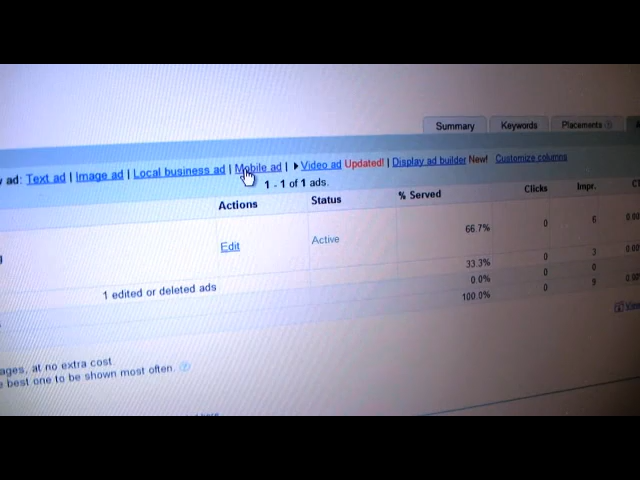 Summary Keywords Placements
ad: Text ad | Image ad | Local business ad | Mobile ad | Video ad Updated! | Display ad builder New! Customize columns
1 - 1 of 1 ads.
Actions Status % Served Clicks Impr.
Edit Active 66.7% 0 6 0.00
33.3% 0 3
1 edited or deleted ads 0.0% 0 0
100.0% 0 9
ages, at no extra cost.
best one to be shown most often.